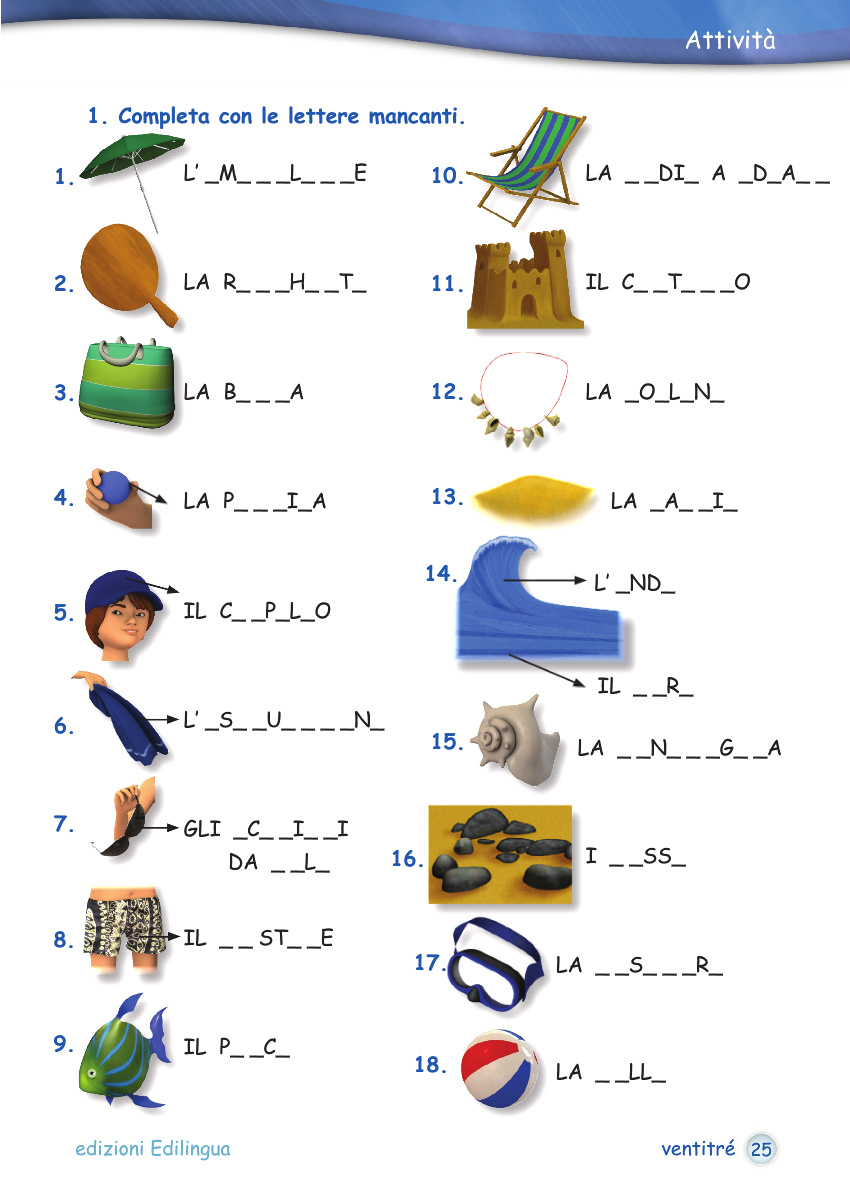 Attività
1. Completa con le lettere mancanti.
1. L' _M_ _ _L_ _ _E
2. LA R_ _ _H_ _T_
3. LA B_ _ _A
4. LA P_ _ _I_A
5. IL C_ _P_L_O
6. L' _S_ _U_ _ _ _N_
7. GLI _C_ _I_ _I
DA _ _L_
8. IL _ _ ST_ _E
9. IL P_ _C_
10. LA _ _DI_ A _D_A_ _
11. IL C_ _T_ _ _O
12. LA _O_L_N_
13. LA _A_ _I_
14. L' _ND_
IL _ _R_
15. LA _ _N_ _ _G_ _A
16. I _ _SS_
17. LA _ _S_ _ _R_
18. LA _ _LL_
edizioni Edilingua
ventitré 25